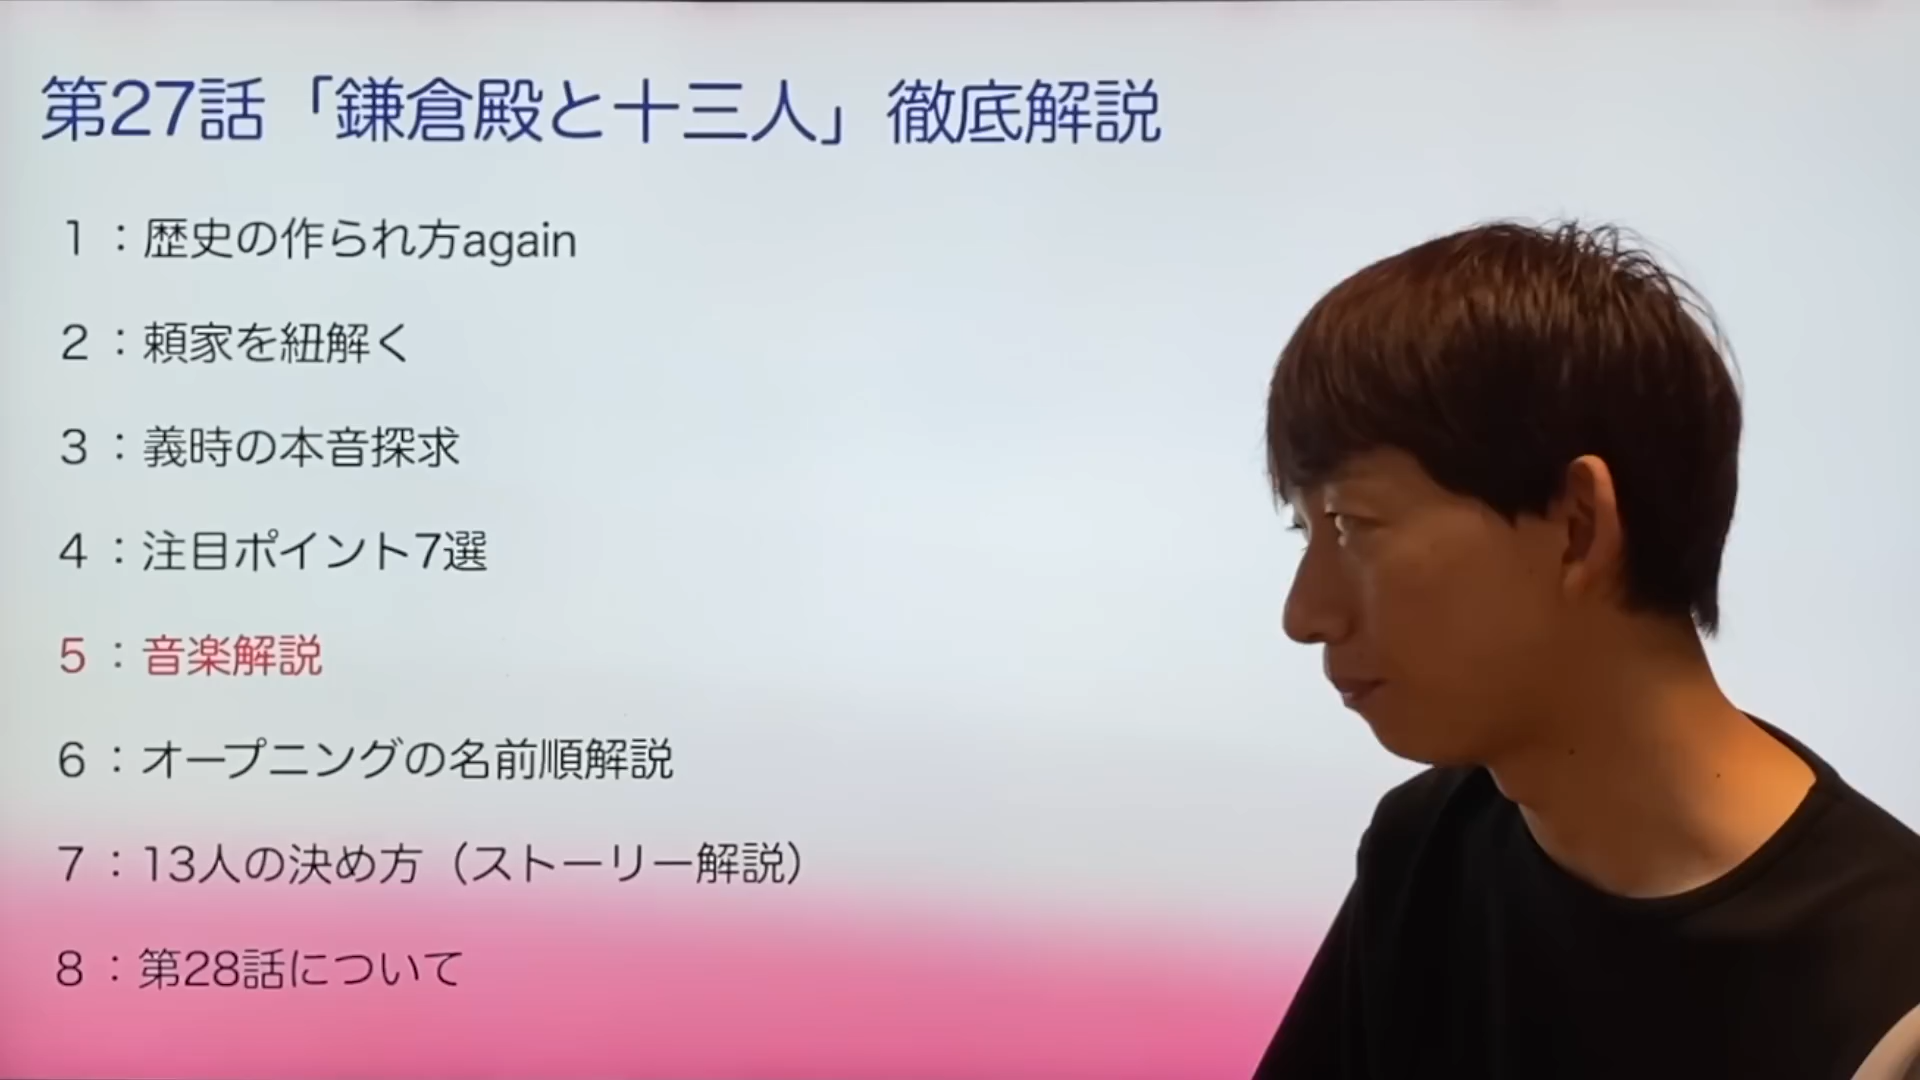 第27話「鎌倉殿と十三人」徹底解説
1：歴史の作られ方again
2：頼家を紐解く
3：義時の本音探求
4：注目ポイント7選
5：音楽解説
6：オープニングの名前順解説
7：13人の決め方（ストーリー解説）
8：第28話について